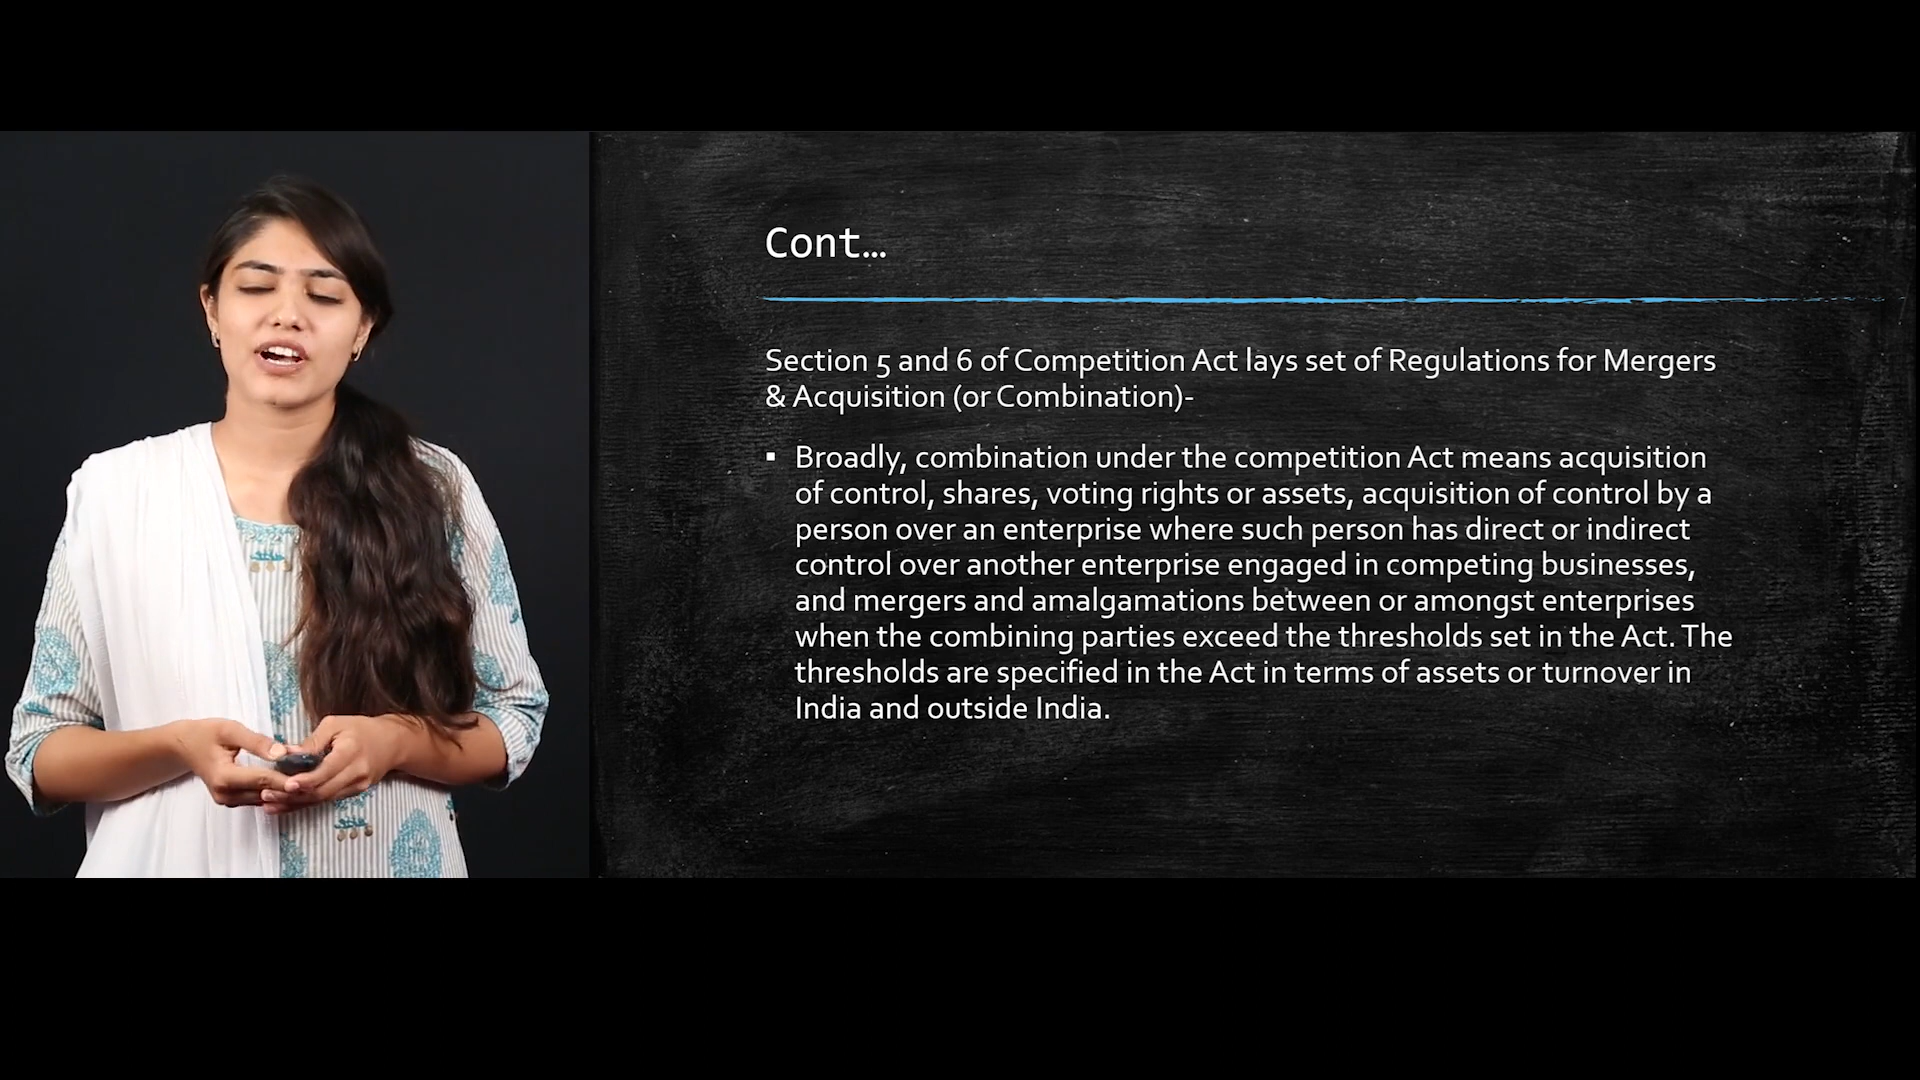 Cont…
Section 5 and 6 of Competition Act lays set of Regulations for Mergers
& Acquisition (or Combination)-
▪ Broadly, combination under the competition Act means acquisition
of control, shares, voting rights or assets, acquisition of control by a
person over an enterprise where such person has direct or indirect
control over another enterprise engaged in competing businesses,
and mergers and amalgamations between or amongst enterprises
when the combining parties exceed the thresholds set in the Act. The
thresholds are specified in the Act in terms of assets or turnover in
India and outside India.